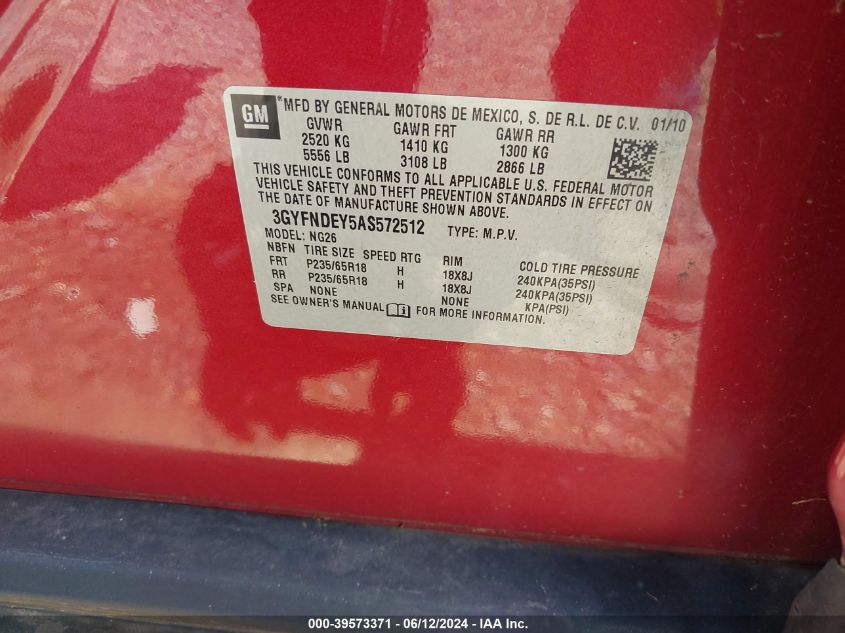 GM ® MFD BY GENERAL MOTORS DE MEXICO, S. DE R.L. DE C.V. 01/10
GVWR GAWR FRT GAWR RR
2520 KG 1410 KG 1300 KG
5556 LB 3108 LB 2866 LB
THIS VEHICLE CONFORMS TO ALL APPLICABLE U.S. FEDERAL MOTOR
VEHICLE SAFETY AND THEFT PREVENTION STANDARDS IN EFFECT ON
THE DATE OF MANUFACTURE SHOWN ABOVE.
3GYFNDEY5AS572512 TYPE: M.P.V.
MODEL: NG26
NBFN TIRE SIZE SPEED RTG RIM COLD TIRE PRESSURE
FRT P235/65R18 H 18X8J 240KPA(35PSI)
RR P235/65R18 H 18X8J 240KPA(35PSI)
SPA NONE NONE KPA(PSI)
SEE OWNER'S MANUAL FOR MORE INFORMATION.
000-39573371 - 06/12/2024 - IAA Inc.